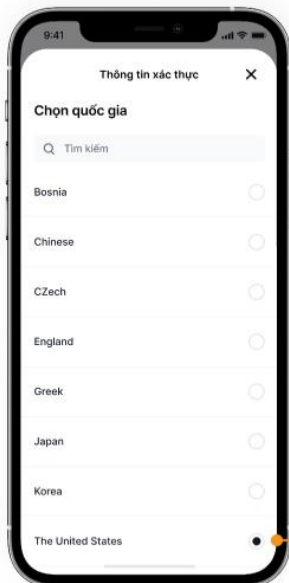 9:41
Thông tin xác thực
Chọn quốc gia
Tìm kiếm
Bosnia
Chinese
CZech
England
Greek
Japan
Korea
The United States